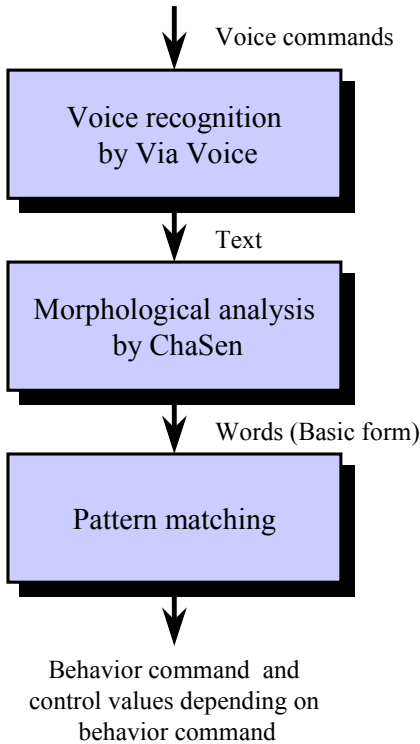 Voice commands
Voice recognition
by Via Voice
Text
Morphological analysis
by ChaSen
Words (Basic form)
Pattern matching
Behavior command and
control values depending on
behavior command